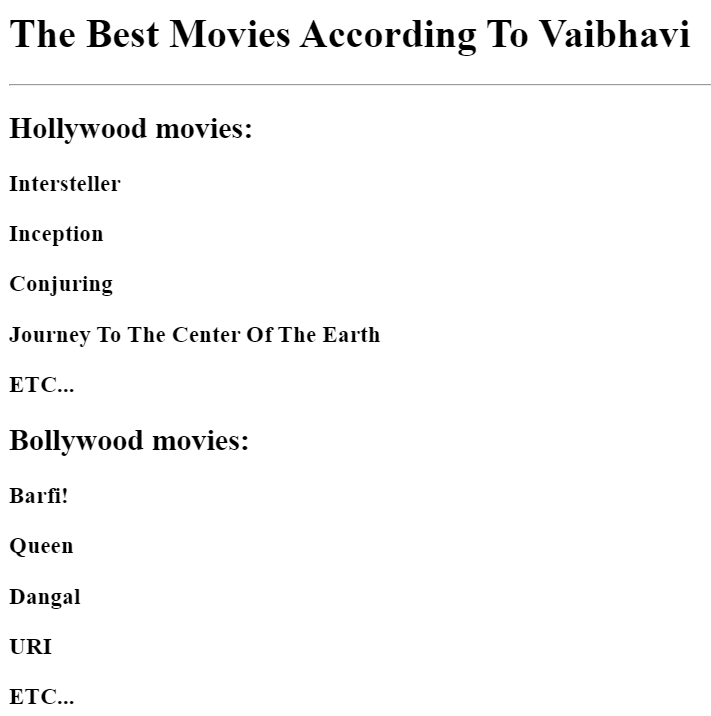 The Best Movies According To Vaibhavi
Hollywood movies:
Intersteller
Inception
Conjuring
Journey To The Center Of The Earth
ETC...
Bollywood movies:
Barfi!
Queen
Dangal
URI
ETC...